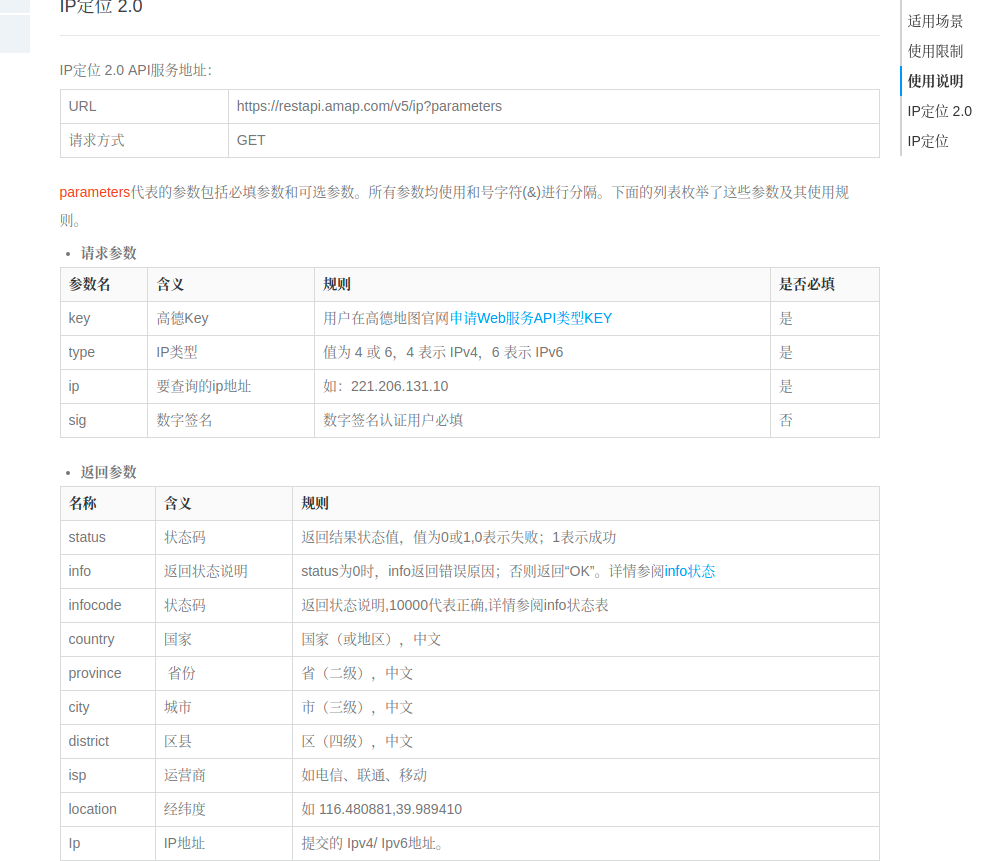 IP定位 2.0
IP定位 2.0 API服务地址：
URL https://restapi.amap.com/v5/ip?parameters
请求方式 GET
parameters代表的参数包括必填参数和可选参数。所有参数均使用和号字符(&)进行分隔。下面的列表枚举了这些参数及其使用规
则。
• 请求参数
参数名 含义 规则 是否必填
key 高德Key 用户在高德地图官网申请Web服务API类型KEY 是
type IP类型 值为 4 或 6，4 表示 IPv4，6 表示 IPv6 是
ip 要查询的ip地址 如：221.206.131.10 是
sig 数字签名 数字签名认证用户必填 否
• 返回参数
名称 含义 规则
status 状态码 返回结果状态值，值为0或1,0表示失败；1表示成功
info 返回状态说明 status为0时，info返回错误原因；否则返回“OK”。详情参阅info状态
infocode 状态码 返回状态说明,10000代表正确,详情参阅info状态表
country 国家 国家（或地区），中文
province 省份 省（二级），中文
city 城市 市（三级），中文
district 区县 区（四级），中文
isp 运营商 如电信、联通、移动
location 经纬度 如 116.480881,39.989410
Ip IP地址 提交的 Ipv4/ Ipv6地址。
适用场景
使用限制
使用说明
IP定位 2.0
IP定位